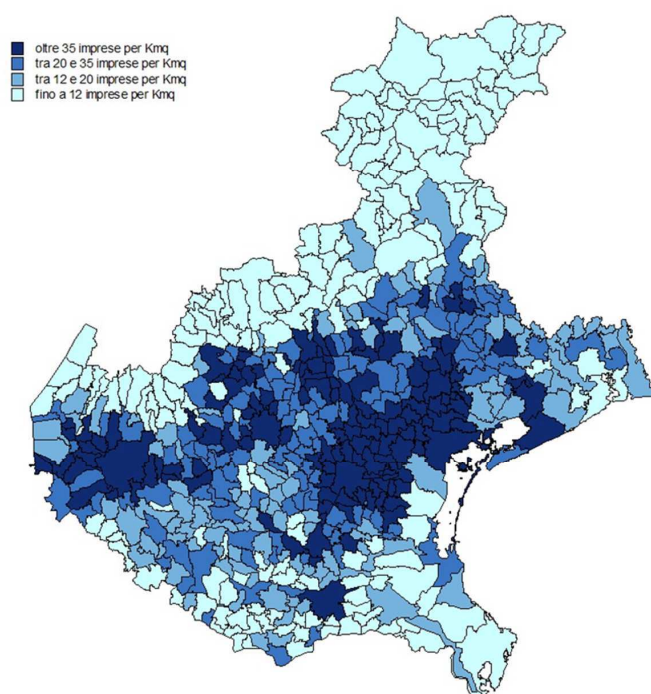 oltre 35 imprese per Kmq
tra 20 e 35 imprese per Kmq
tra 12 e 20 imprese per Kmq
fino a 12 imprese per Kmq